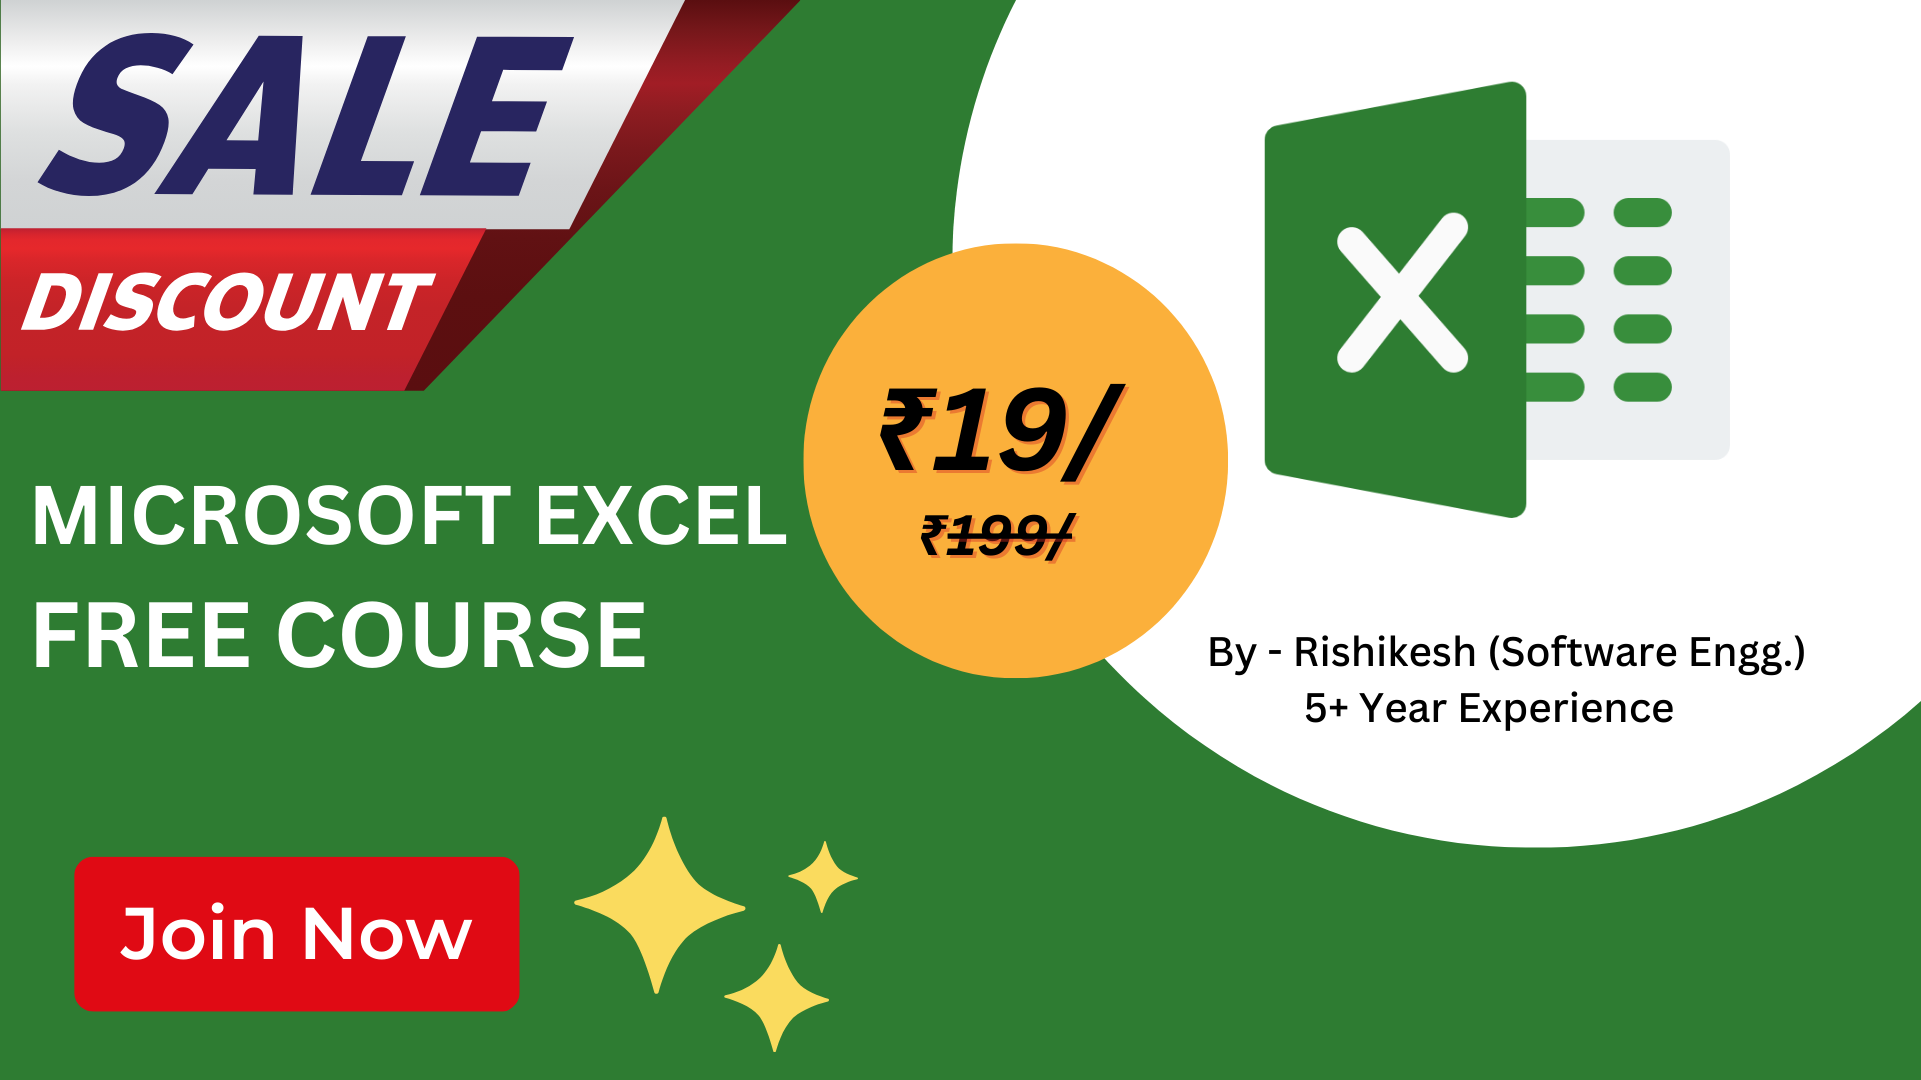 SALE
DISCOUNT
₹19/
₹199/
MICROSOFT EXCEL
FREE COURSE
X
By - Rishikesh (Software Engg.)
5+ Year Experience
Join Now